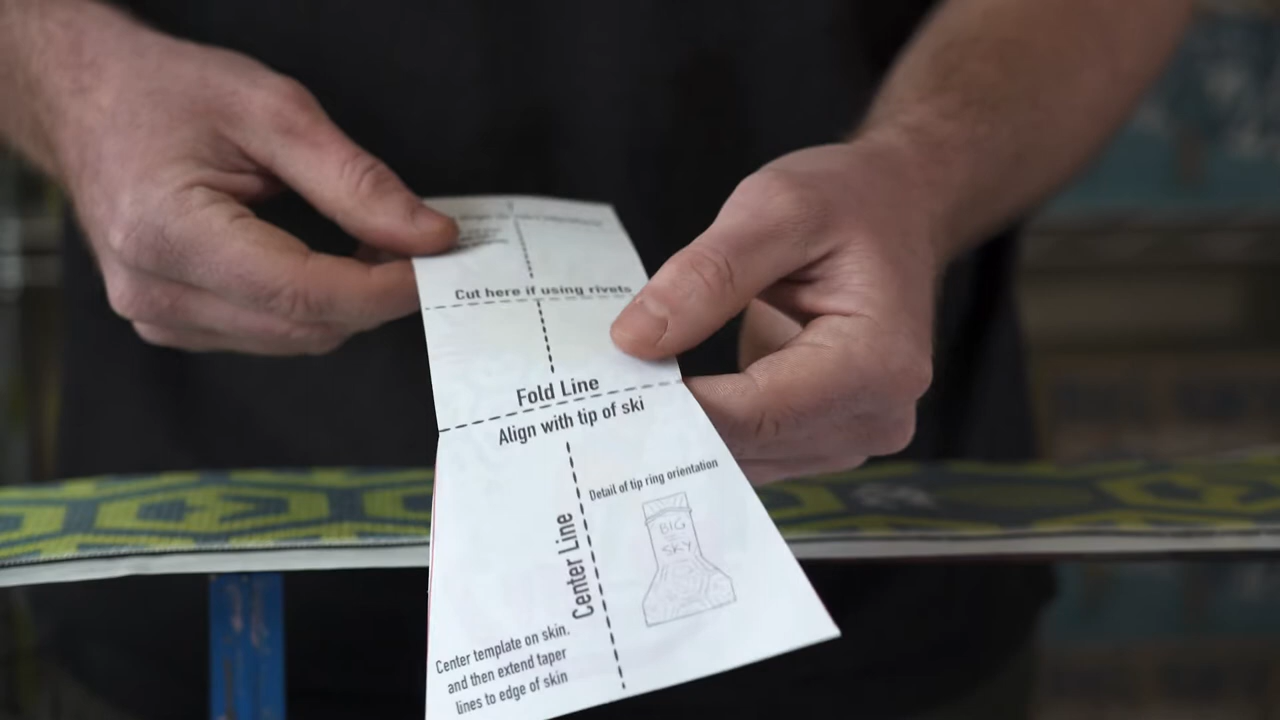 Cut here if using rivets
Fold Line
Align with tip of ski
Detail of tip ring orientation
BIG
SKY
Center Line
Center template on skin.
and then extend taper
lines to edge of skin